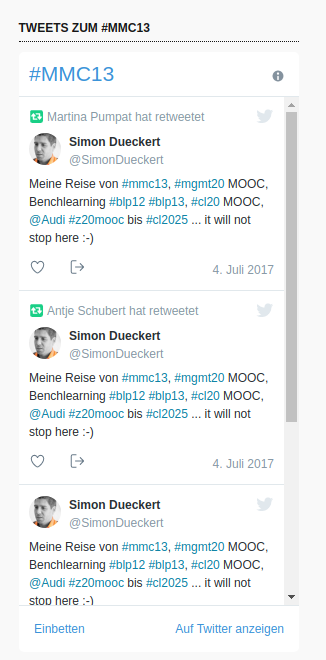 TWEETS ZUM #MMC13
#MMC13
Martina Pumpat hat retweetet
Simon Dueckert
@SimonDueckert
Meine Reise von #mmc13, #mgmt20 MOOC,
Benchlearning #blp12 #blp13, #cl20 MOOC,
@Audi #z20mooc bis #cl2025 ... it will not
stop here :-)
4. Juli 2017
Antje Schubert hat retweetet
Simon Dueckert
@SimonDueckert
Meine Reise von #mmc13, #mgmt20 MOOC,
Benchlearning #blp12 #blp13, #cl20 MOOC,
@Audi #z20mooc bis #cl2025 ... it will not
stop here :-)
4. Juli 2017
Simon Dueckert
@SimonDueckert
Meine Reise von #mmc13, #mgmt20 MOOC,
Benchlearning #blp12 #blp13, #cl20 MOOC,
@Audi #z20mooc bis #cl2025 ... it will not
stop here :-)
Einbetten Auf Twitter anzeigen